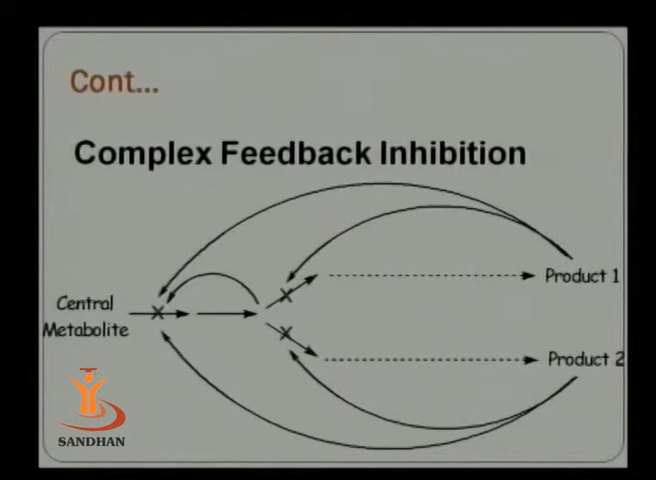 Cont...
Complex Feedback Inhibition
Product 1
Central
Metabolite
Product 2
SANDHAN